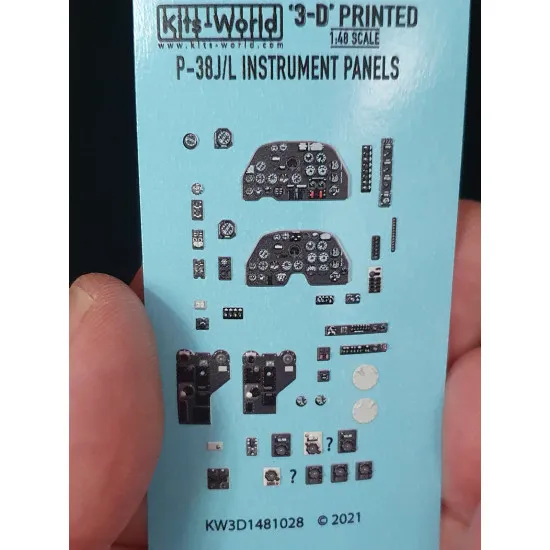 Kits-World '3-D' PRINTED
www.kits-world.com 1:48 SCALE
P-38J/L INSTRUMENT PANELS
?
?
KW3D1481028 © 2021